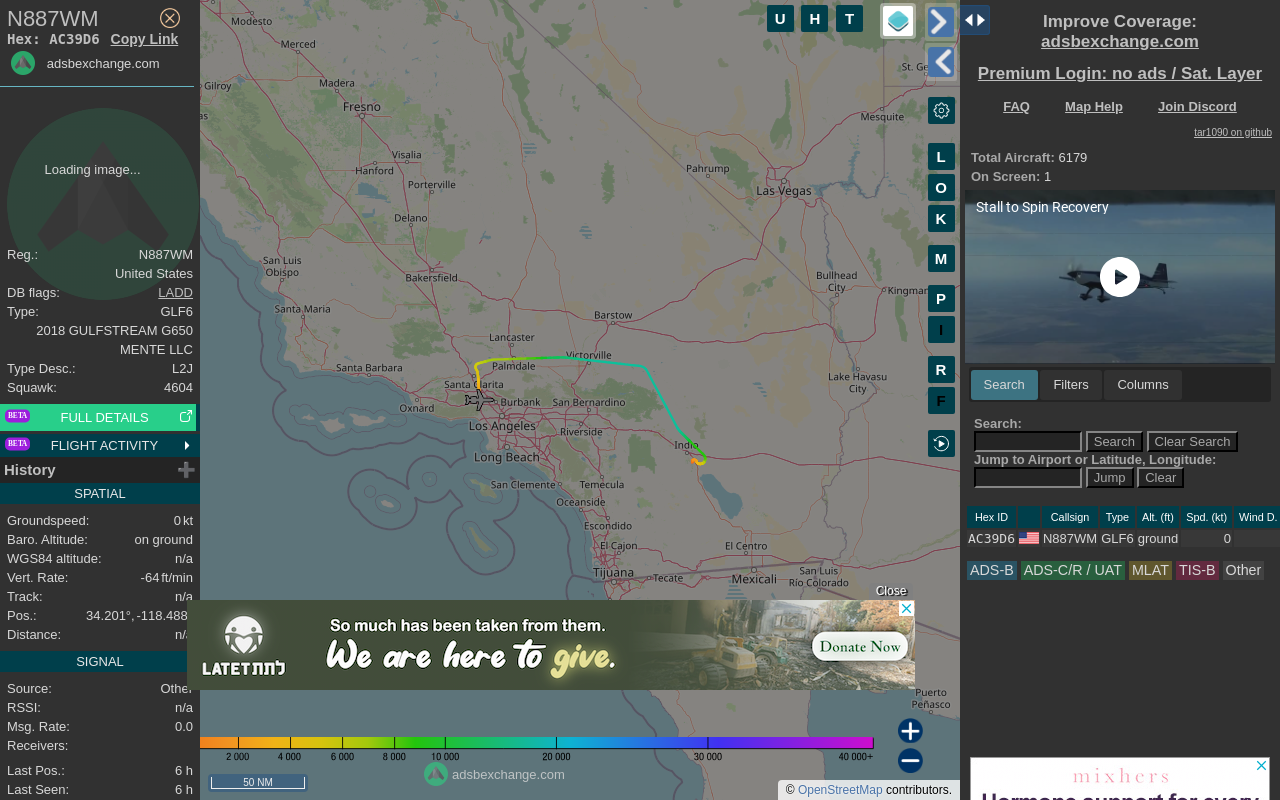 N887WM
Hex: AC39D6 Copy Link
adsbexchange.com
Loading image...
Reg.: N887WM
United States
DB flags: LADD
Type: GLF6
2018 GULFSTREAM G650
MENTE LLC
Type Desc.: L2J
Squawk: 4604
BETA FULL DETAILS
BETA FLIGHT ACTIVITY
History
SPATIAL
Groundspeed: 0 kt
Baro. Altitude: on ground
WGS84 altitude: n/a
Vert. Rate: -64 ft/min
Track: n/a
Pos.: 34.201°, -118.488
Distance: n/a
SIGNAL
Source: Other
RSSI: n/a
Msg. Rate: 0.0
Receivers:
Last Pos.: 6 h
Last Seen: 6 h
Modesto
Merced
Gilroy
Madera
Fresno
Visalia
Hanford
Porterville
Delano
San Luis
Obispo
Bakersfield
Santa Maria
Barstow
Lancaster
Victorville
Palmdale
Santa Barbara
Santa Clarita
Oxnard
Burbank
San Bernardino
Los Angeles
Riverside
Indio
Long Beach
San Clemente
Temecula
Oceanside
Escondido
El Cajon
El Centro
Tijuana
Tecate
Mexicali
San Luis
Río Colorado
Pahrump
Las Vegas
Mesquite
St. Ge
Bullhead
City
Kingman
Lake Havasu
City
Puerto
Peñasco
U H T
L
O
K
M
P
I
R
F
Close
LATET לתת
So much has been taken from them.
We are here to give.
Donate Now
2 000 4 000 6 000 8 000 10 000 20 000 30 000 40 000+
50 NM
adsbexchange.com
© OpenStreetMap contributors.
Improve Coverage:
adsbexchange.com
Premium Login: no ads / Sat. Layer
FAQ Map Help Join Discord
tar1090 on github
Total Aircraft: 6179
On Screen: 1
Stall to Spin Recovery
Search Filters Columns
Search:
Search Clear Search
Jump to Airport or Latitude, Longitude:
Jump Clear
Hex ID Callsign Type Alt. (ft) Spd. (kt) Wind D.
AC39D6 N887WM GLF6 ground 0
ADS-B ADS-C/R / UAT MLAT TIS-B Other
mixhers
Hormone support for every